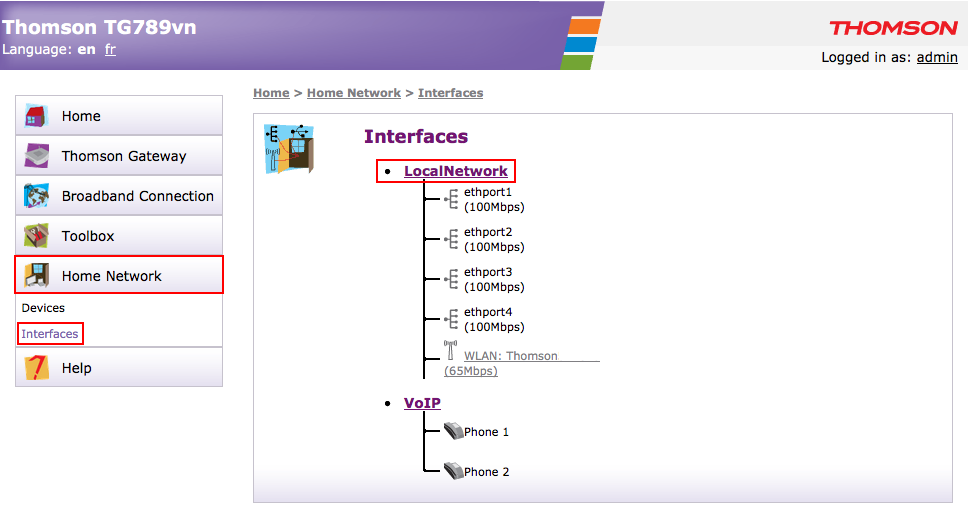 Thomson TG789vn
Language: en fr
THOMSON
Logged in as: admin
Home
Thomson Gateway
Broadband Connection
Toolbox
Home Network
Devices
Interfaces
Help
Home > Home Network > Interfaces
Interfaces
LocalNetwork
ethport1
(100Mbps)
ethport2
(100Mbps)
ethport3
(100Mbps)
ethport4
(100Mbps)
WLAN: Thomson
(65Mbps)
VoIP
Phone 1
Phone 2